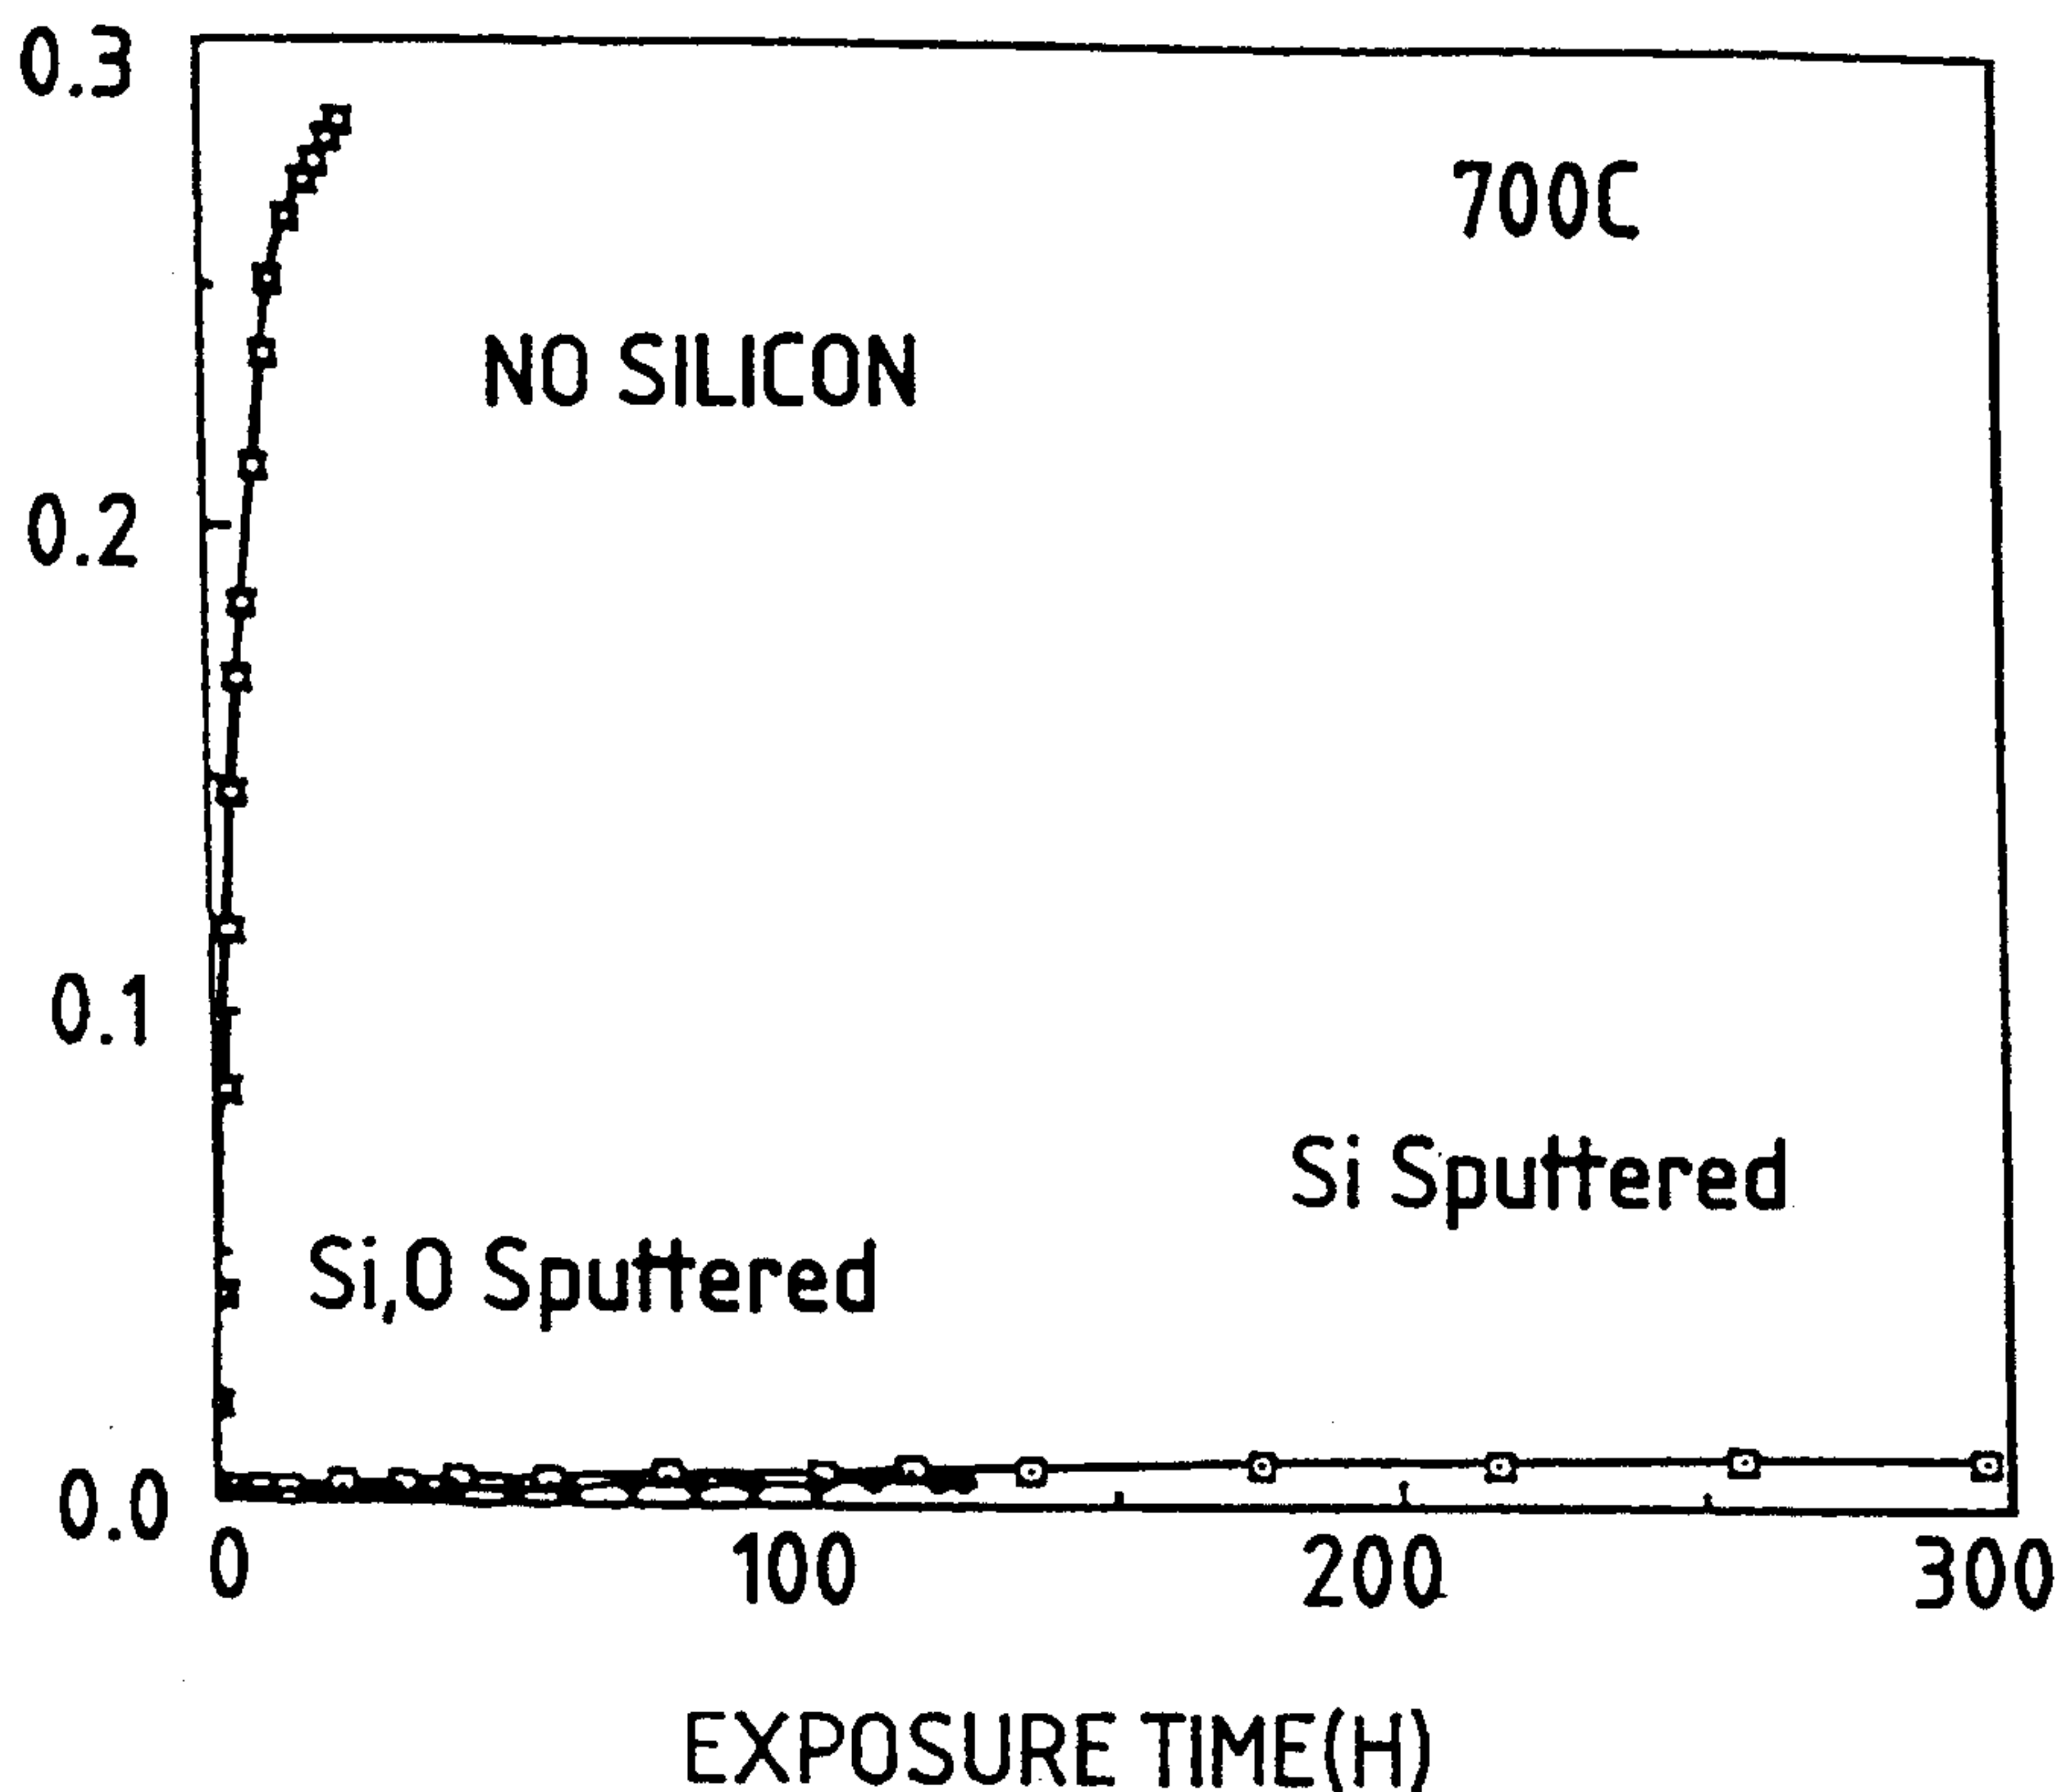 0.3
700C
NO SILICON
0.2
0.1
Si Sputtered
Si,O Sputtered
0.0
0 100 200 300
EXPOSURE TIME(H)